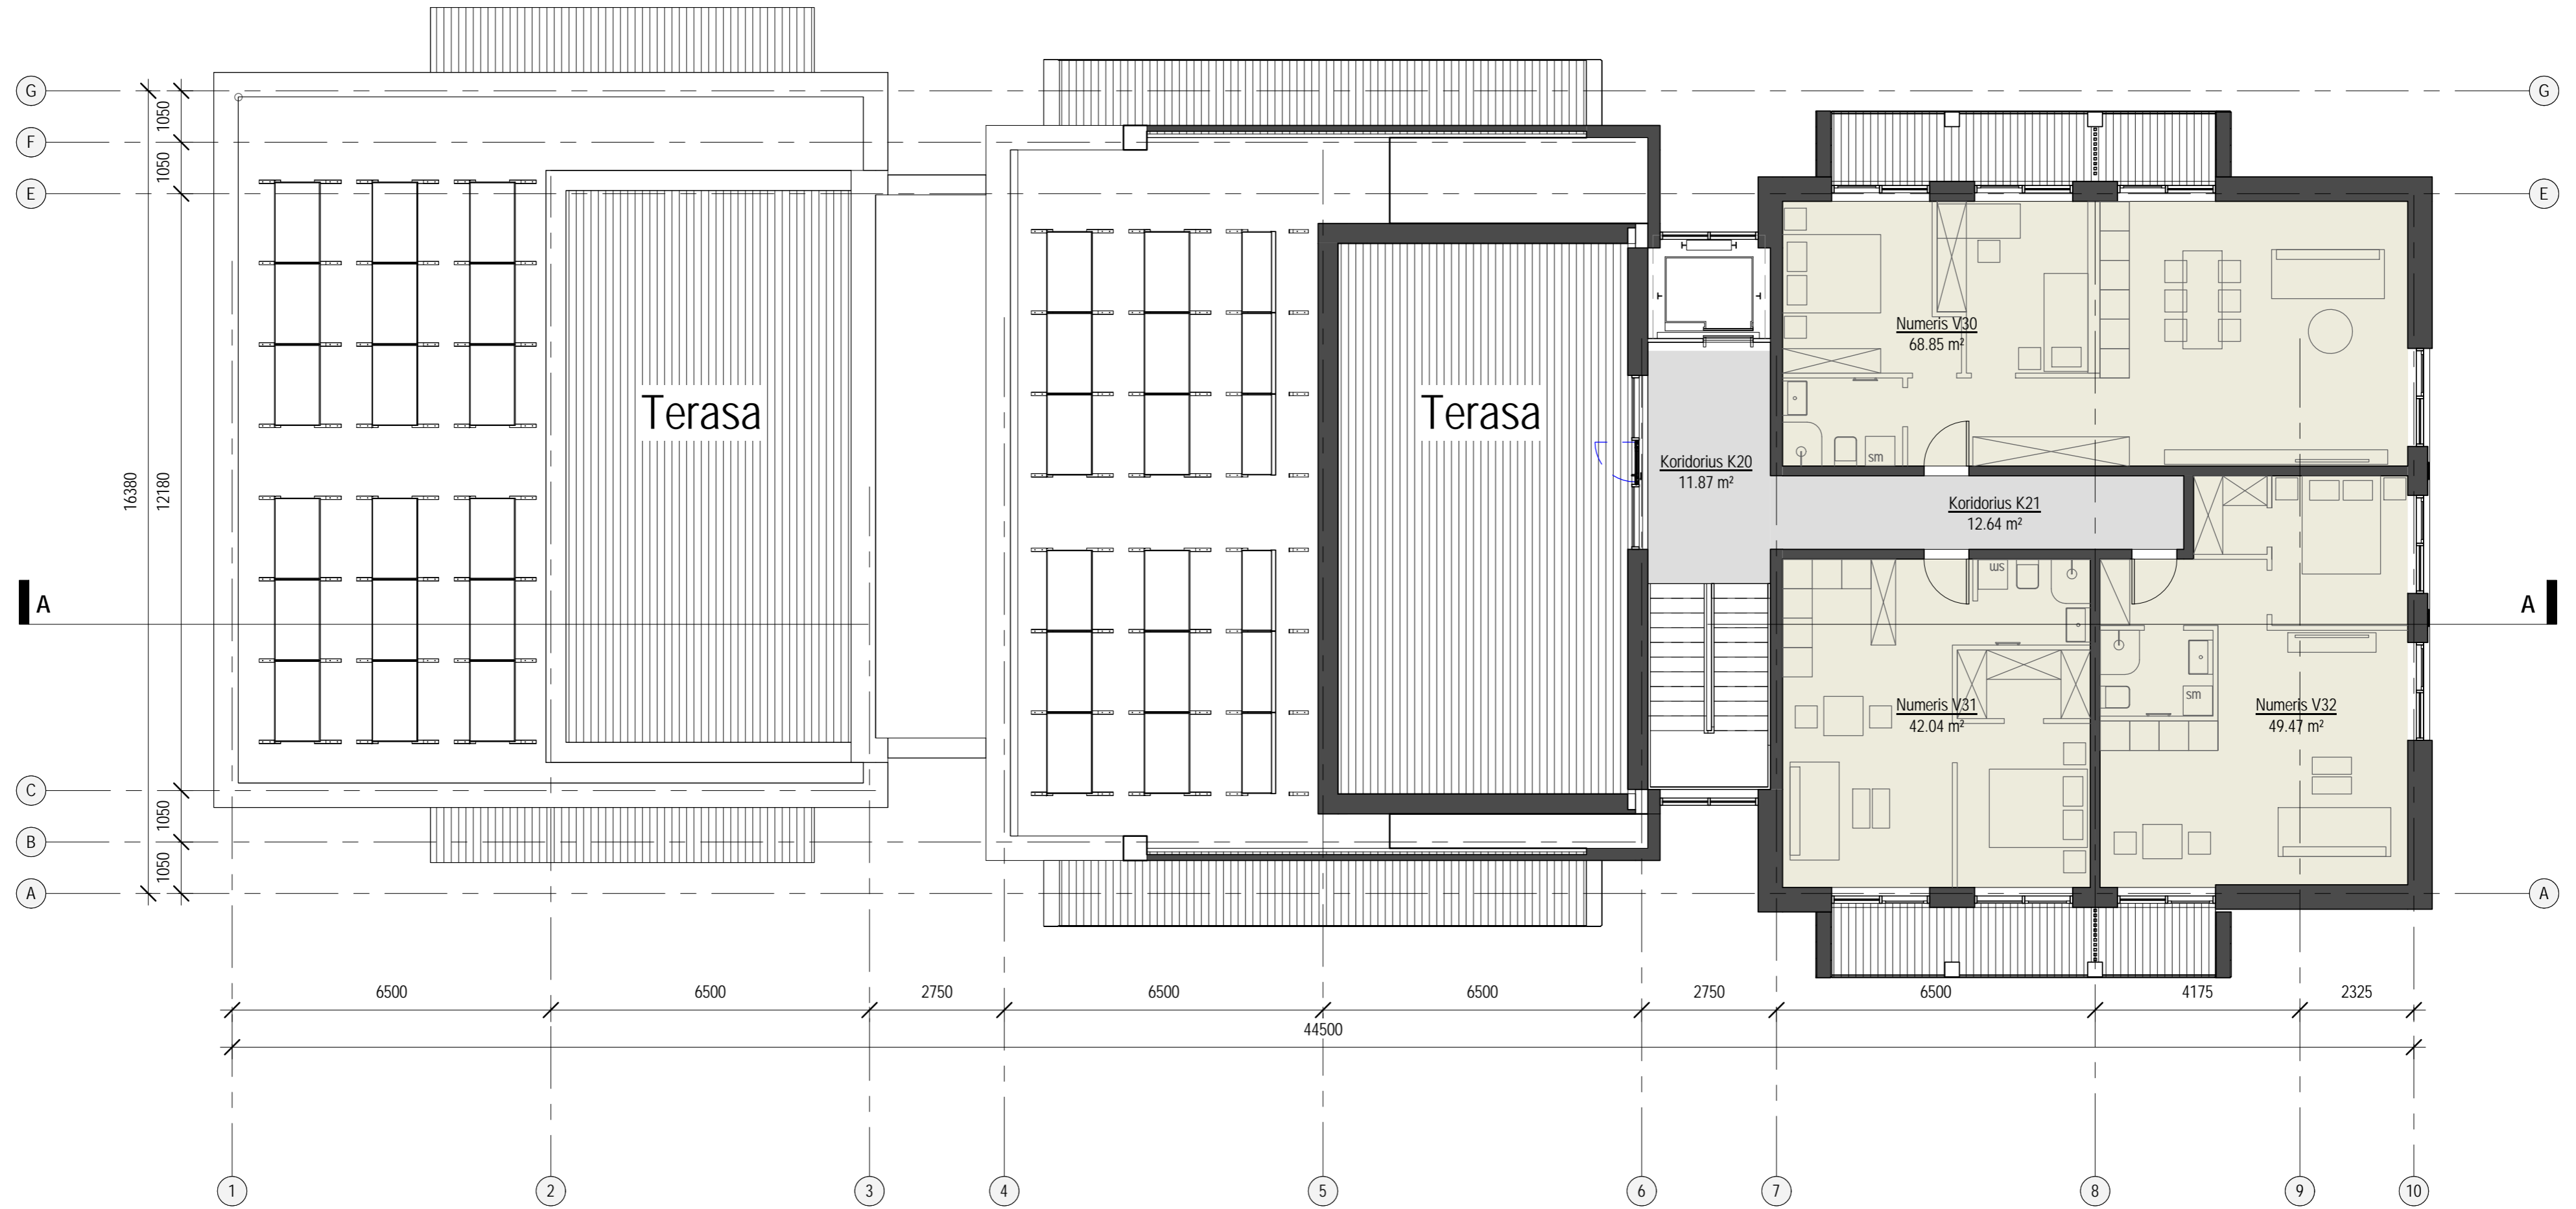 G
G
1050
F
1050
E
E
Numeris V30
68.85 m²
Terasa
Terasa
sm
Koridorius K20
11.87 m²
16380
12180
Koridorius K21
12.64 m²
sm
A
A
sm
Numeris V31
42.04 m²
Numeris V32
49.47 m²
C
1050
B
1050
A
A
6500
6500
2750
6500
6500
2750
6500
4175
2325
44500
1
2
3
4
5
6
7
8
9
10